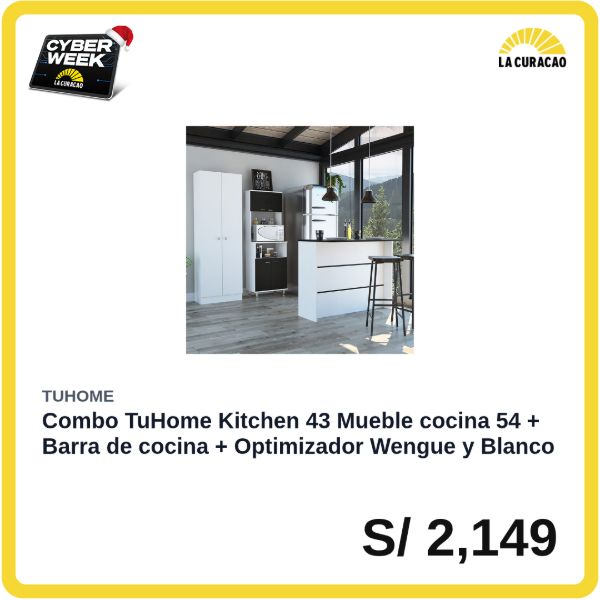 CYBER
WEEK
LA CURACAO
LA CURACAO
TUHOME
Combo TuHome Kitchen 43 Mueble cocina 54 +
Barra de cocina + Optimizador Wengue y Blanco
S/ 2,149